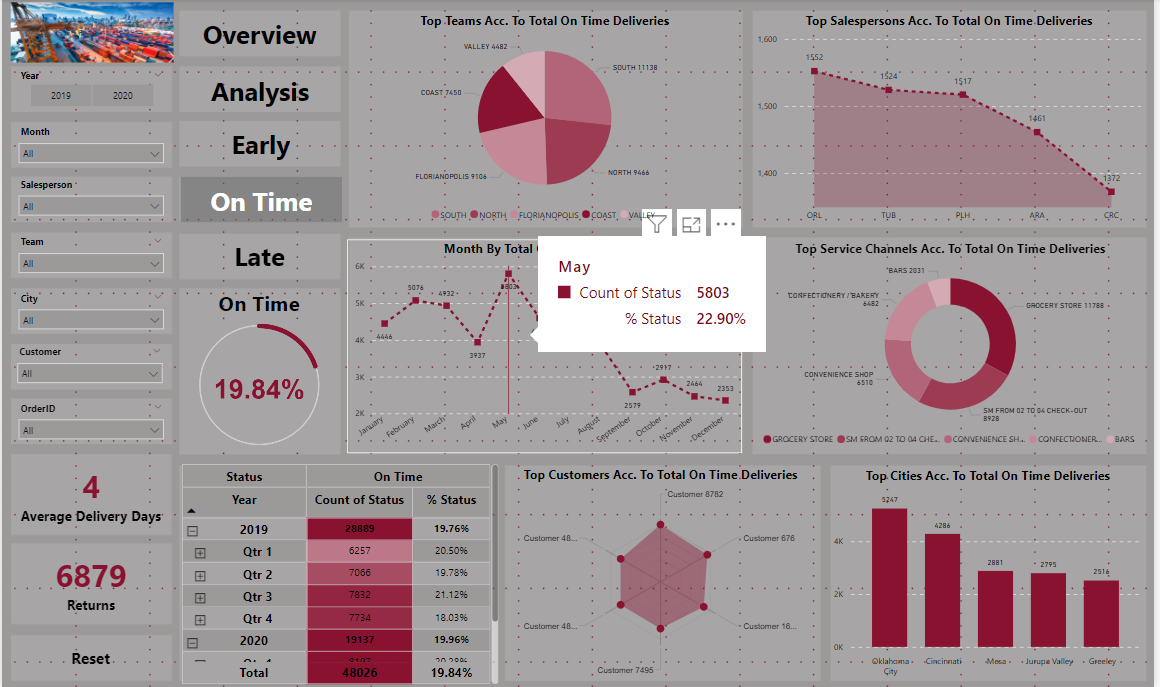 Year
2019
2020
Month
All
Salesperson
All
Team
All
City
All
Customer
All
OrderID
All
4
Average Delivery Days
6879
Returns
Reset
Overview
Analysis
Early
On Time
Late
On Time
19.84%
Top Teams Acc. To Total On Time Deliveries
VALLEY 4482
SOUTH 11138
COAST 7450
FLORIANOPOLIS 9106
NORTH 9466
SOUTH NORTH FLORIANOPOLIS COAST VALLEY
Top Salespersons Acc. To Total On Time Deliveries
1,600
1,500
1,400
1552
1524
1517
1461
1372
ORL TUB PLH ARA CRC
Month By Total
6K
5K
4K
3K
2K
4446
5076
4932
3937
5803
2579
2917
2464
2353
January February March April May June July August September October November December
May
Count of Status 5803
% Status 22.90%
Top Service Channels Acc. To Total On Time Deliveries
BARS 2031
CONFECTIONERY / BAKERY
6482
GROCERY STORE 11788
CONVENIENCE SHOP
6510
SM FROM 02 TO 04 CHECK-OUT
8928
GROCERY STORE SM FROM 02 TO 04 CHE... CONVENIENCE SH... CONFECTIONER... BARS
Status On Time
Year Count of Status % Status
2019 28889 19.76%
Qtr 1 6257 20.50%
Qtr 2 7066 19.78%
Qtr 3 7832 21.12%
Qtr 4 7734 18.03%
2020 19137 19.96%
Total 48026 19.84%
Top Customers Acc. To Total On Time Deliveries
Customer 8782
Customer 48...
Customer 676
Customer 48...
Customer 16...
Customer 7495
Top Cities Acc. To Total On Time Deliveries
4K
2K
0K
5247
4286
2881
2795
2516
Oklahoma City
Cincinnati
Mesa
Jurupa Valley
Greeley